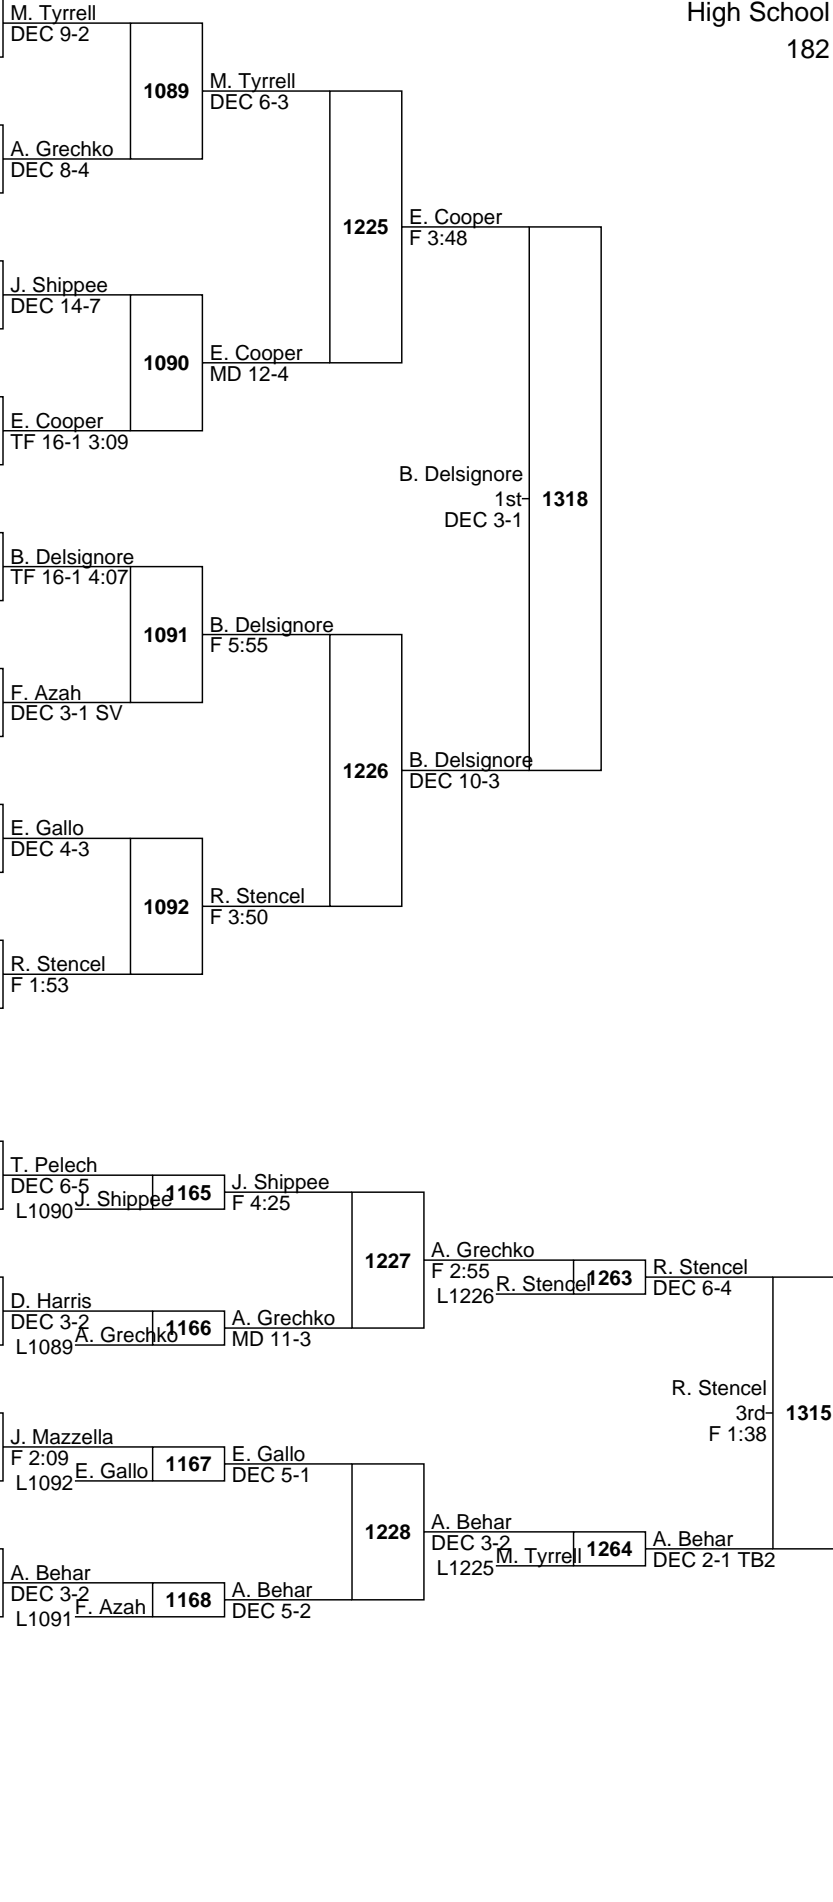 High School
182
M. Tyrrell
DEC 9-2
1089
M. Tyrrell
DEC 6-3
A. Grechko
DEC 8-4
1225
E. Cooper
F 3:48
J. Shippee
DEC 14-7
1090
E. Cooper
MD 12-4
E. Cooper
TF 16-1 3:09
B. Delsignore
1st
DEC 3-1
1318
B. Delsignore
TF 16-1 4:07
1091
B. Delsignore
F 5:55
F. Azah
DEC 3-1 SV
1226
B. Delsignore
DEC 10-3
E. Gallo
DEC 4-3
1092
R. Stencel
F 3:50
R. Stencel
F 1:53
T. Pelech
DEC 6-5
L1090 J. Shippee
1165
J. Shippee
F 4:25
1227
A. Grechko
F 2:55
L1226 R. Stencel
1263
R. Stencel
DEC 6-4
D. Harris
DEC 3-2
L1089 A. Grechko
1166
A. Grechko
MD 11-3
R. Stencel
3rd
F 1:38
1315
J. Mazzella
F 2:09
L1092 E. Gallo
1167
E. Gallo
DEC 5-1
1228
A. Behar
DEC 3-2
L1225 M. Tyrrell
1264
A. Behar
DEC 2-1 TB2
A. Behar
DEC 3-2
L1091 F. Azah
1168
A. Behar
DEC 5-2